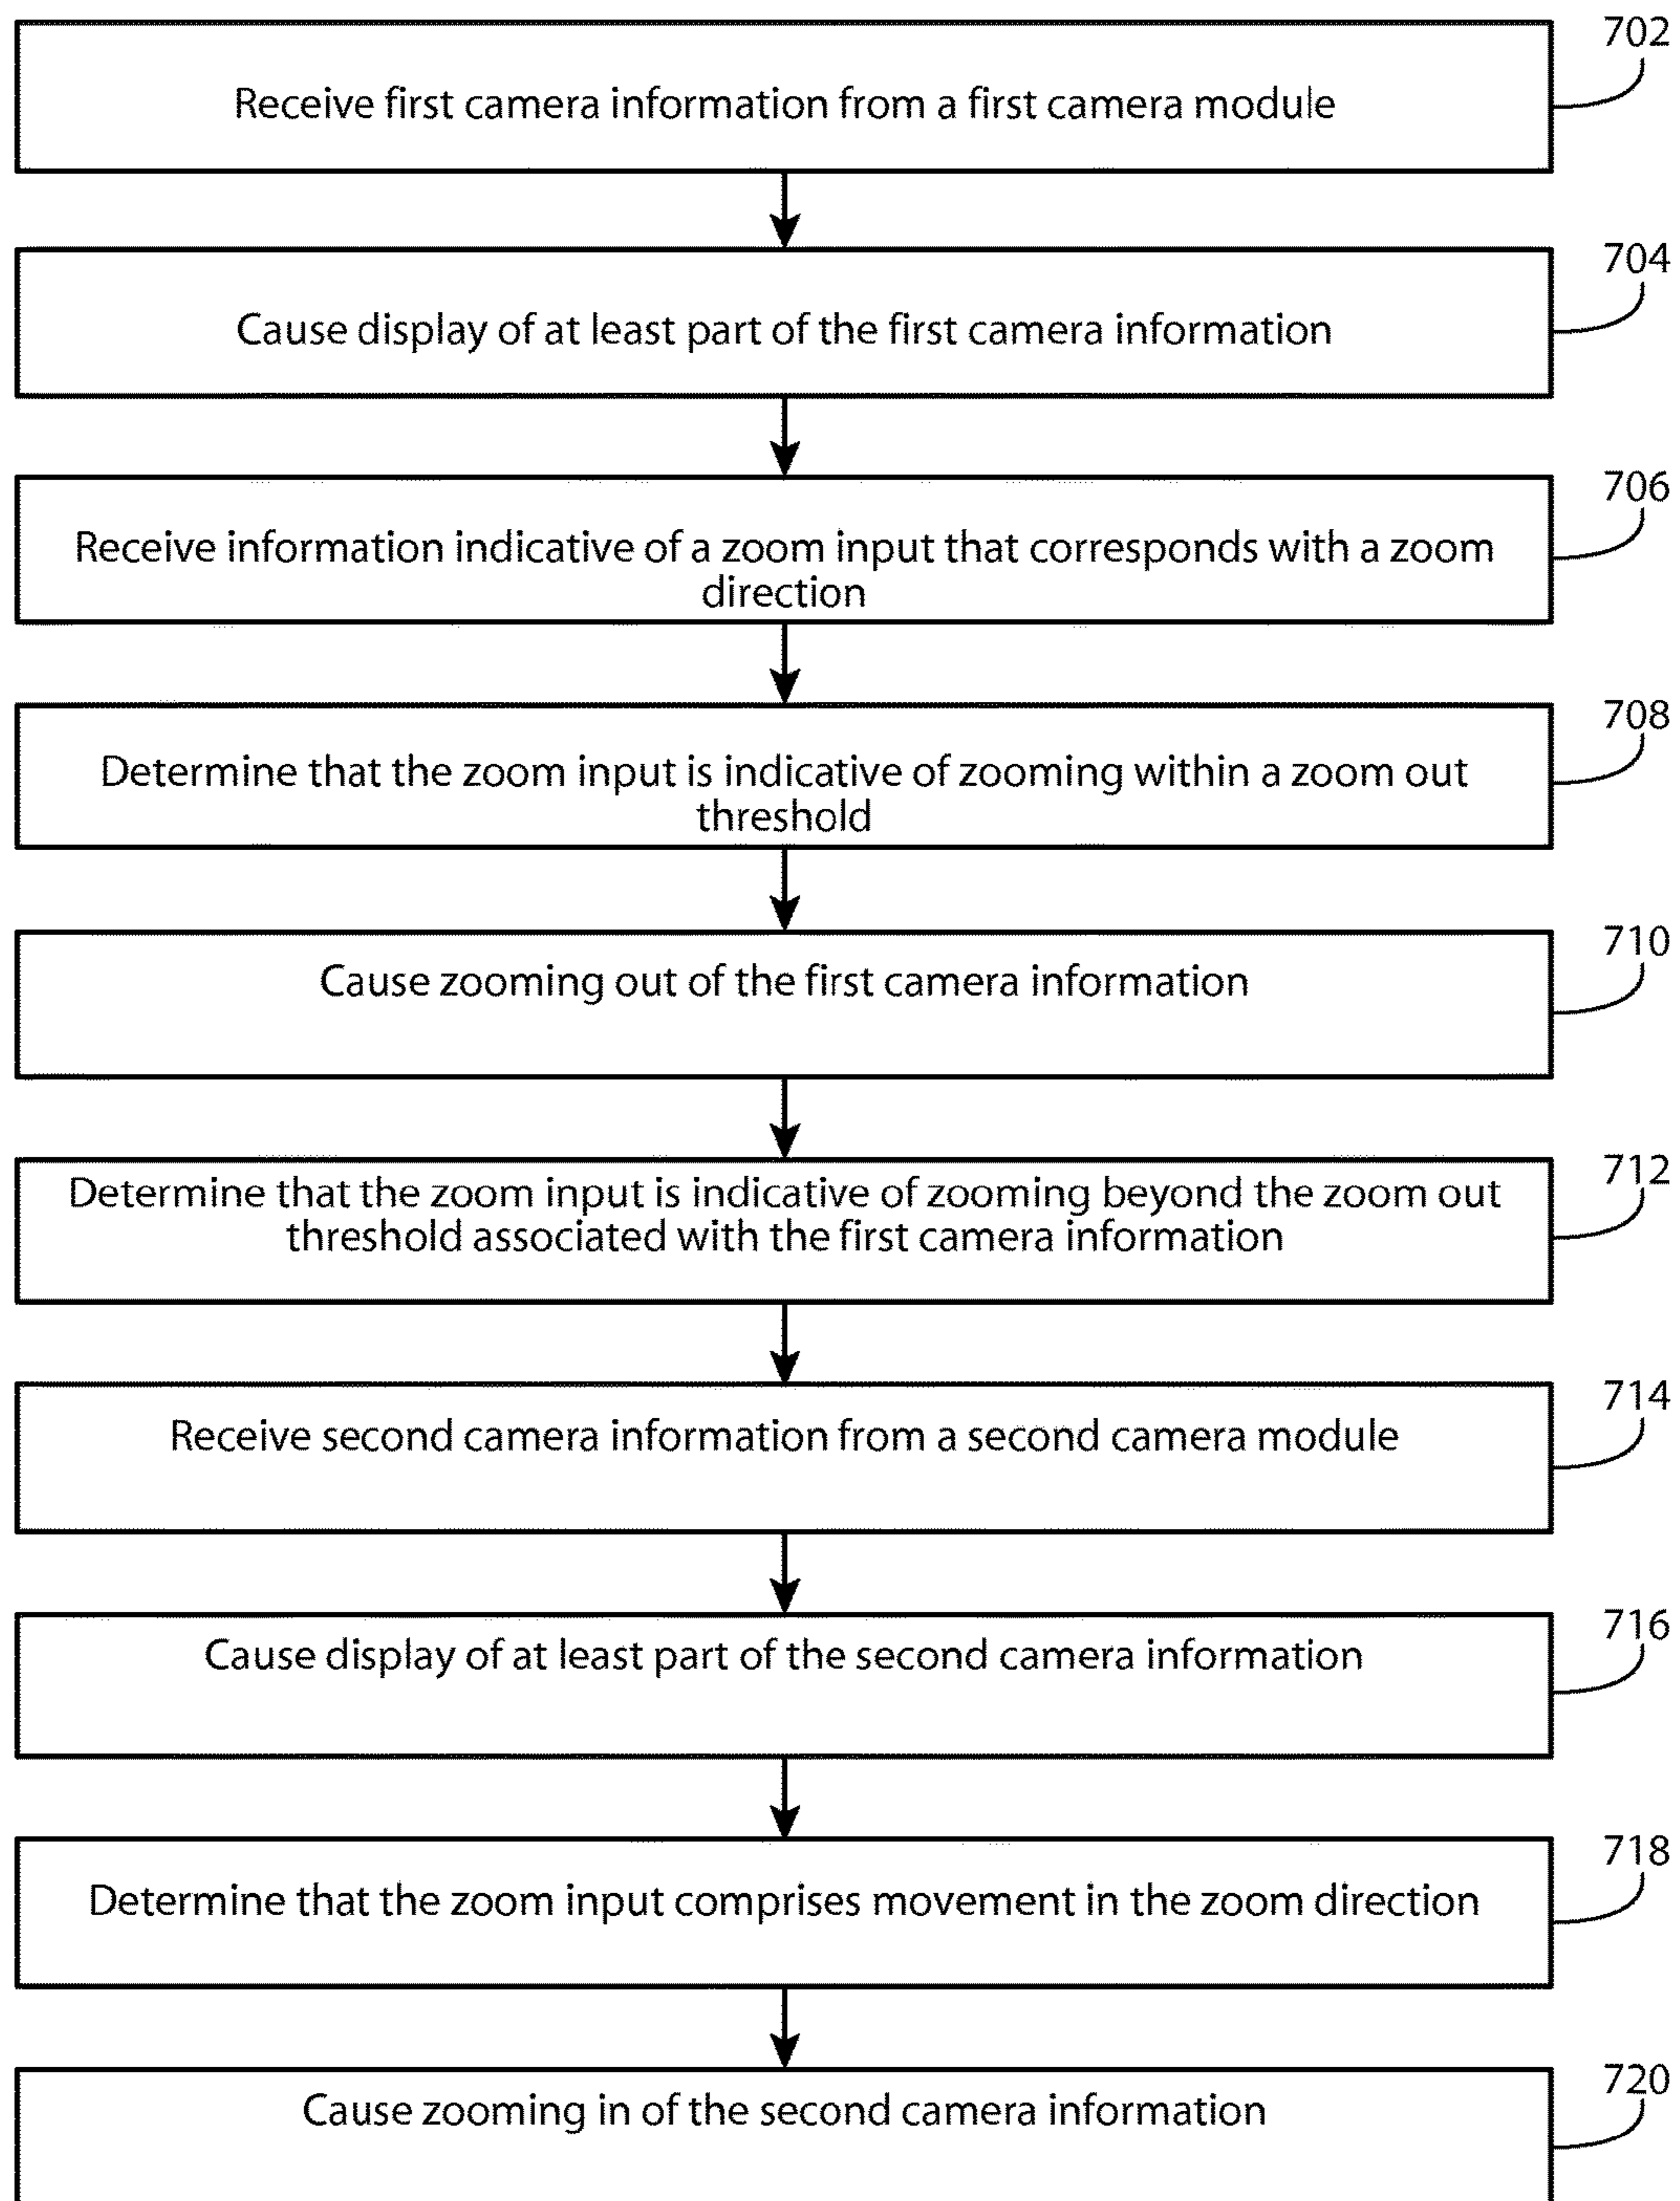 702
Receive first camera information from a first camera module
704
Cause display of at least part of the first camera information
706
Receive information indicative of a zoom input that corresponds with a zoom
direction
708
Determine that the zoom input is indicative of zooming within a zoom out
threshold
710
Cause zooming out of the first camera information
712
Determine that the zoom input is indicative of zooming beyond the zoom out
threshold associated with the first camera information
714
Receive second camera information from a second camera module
716
Cause display of at least part of the second camera information
718
Determine that the zoom input comprises movement in the zoom direction
720
Cause zooming in of the second camera information